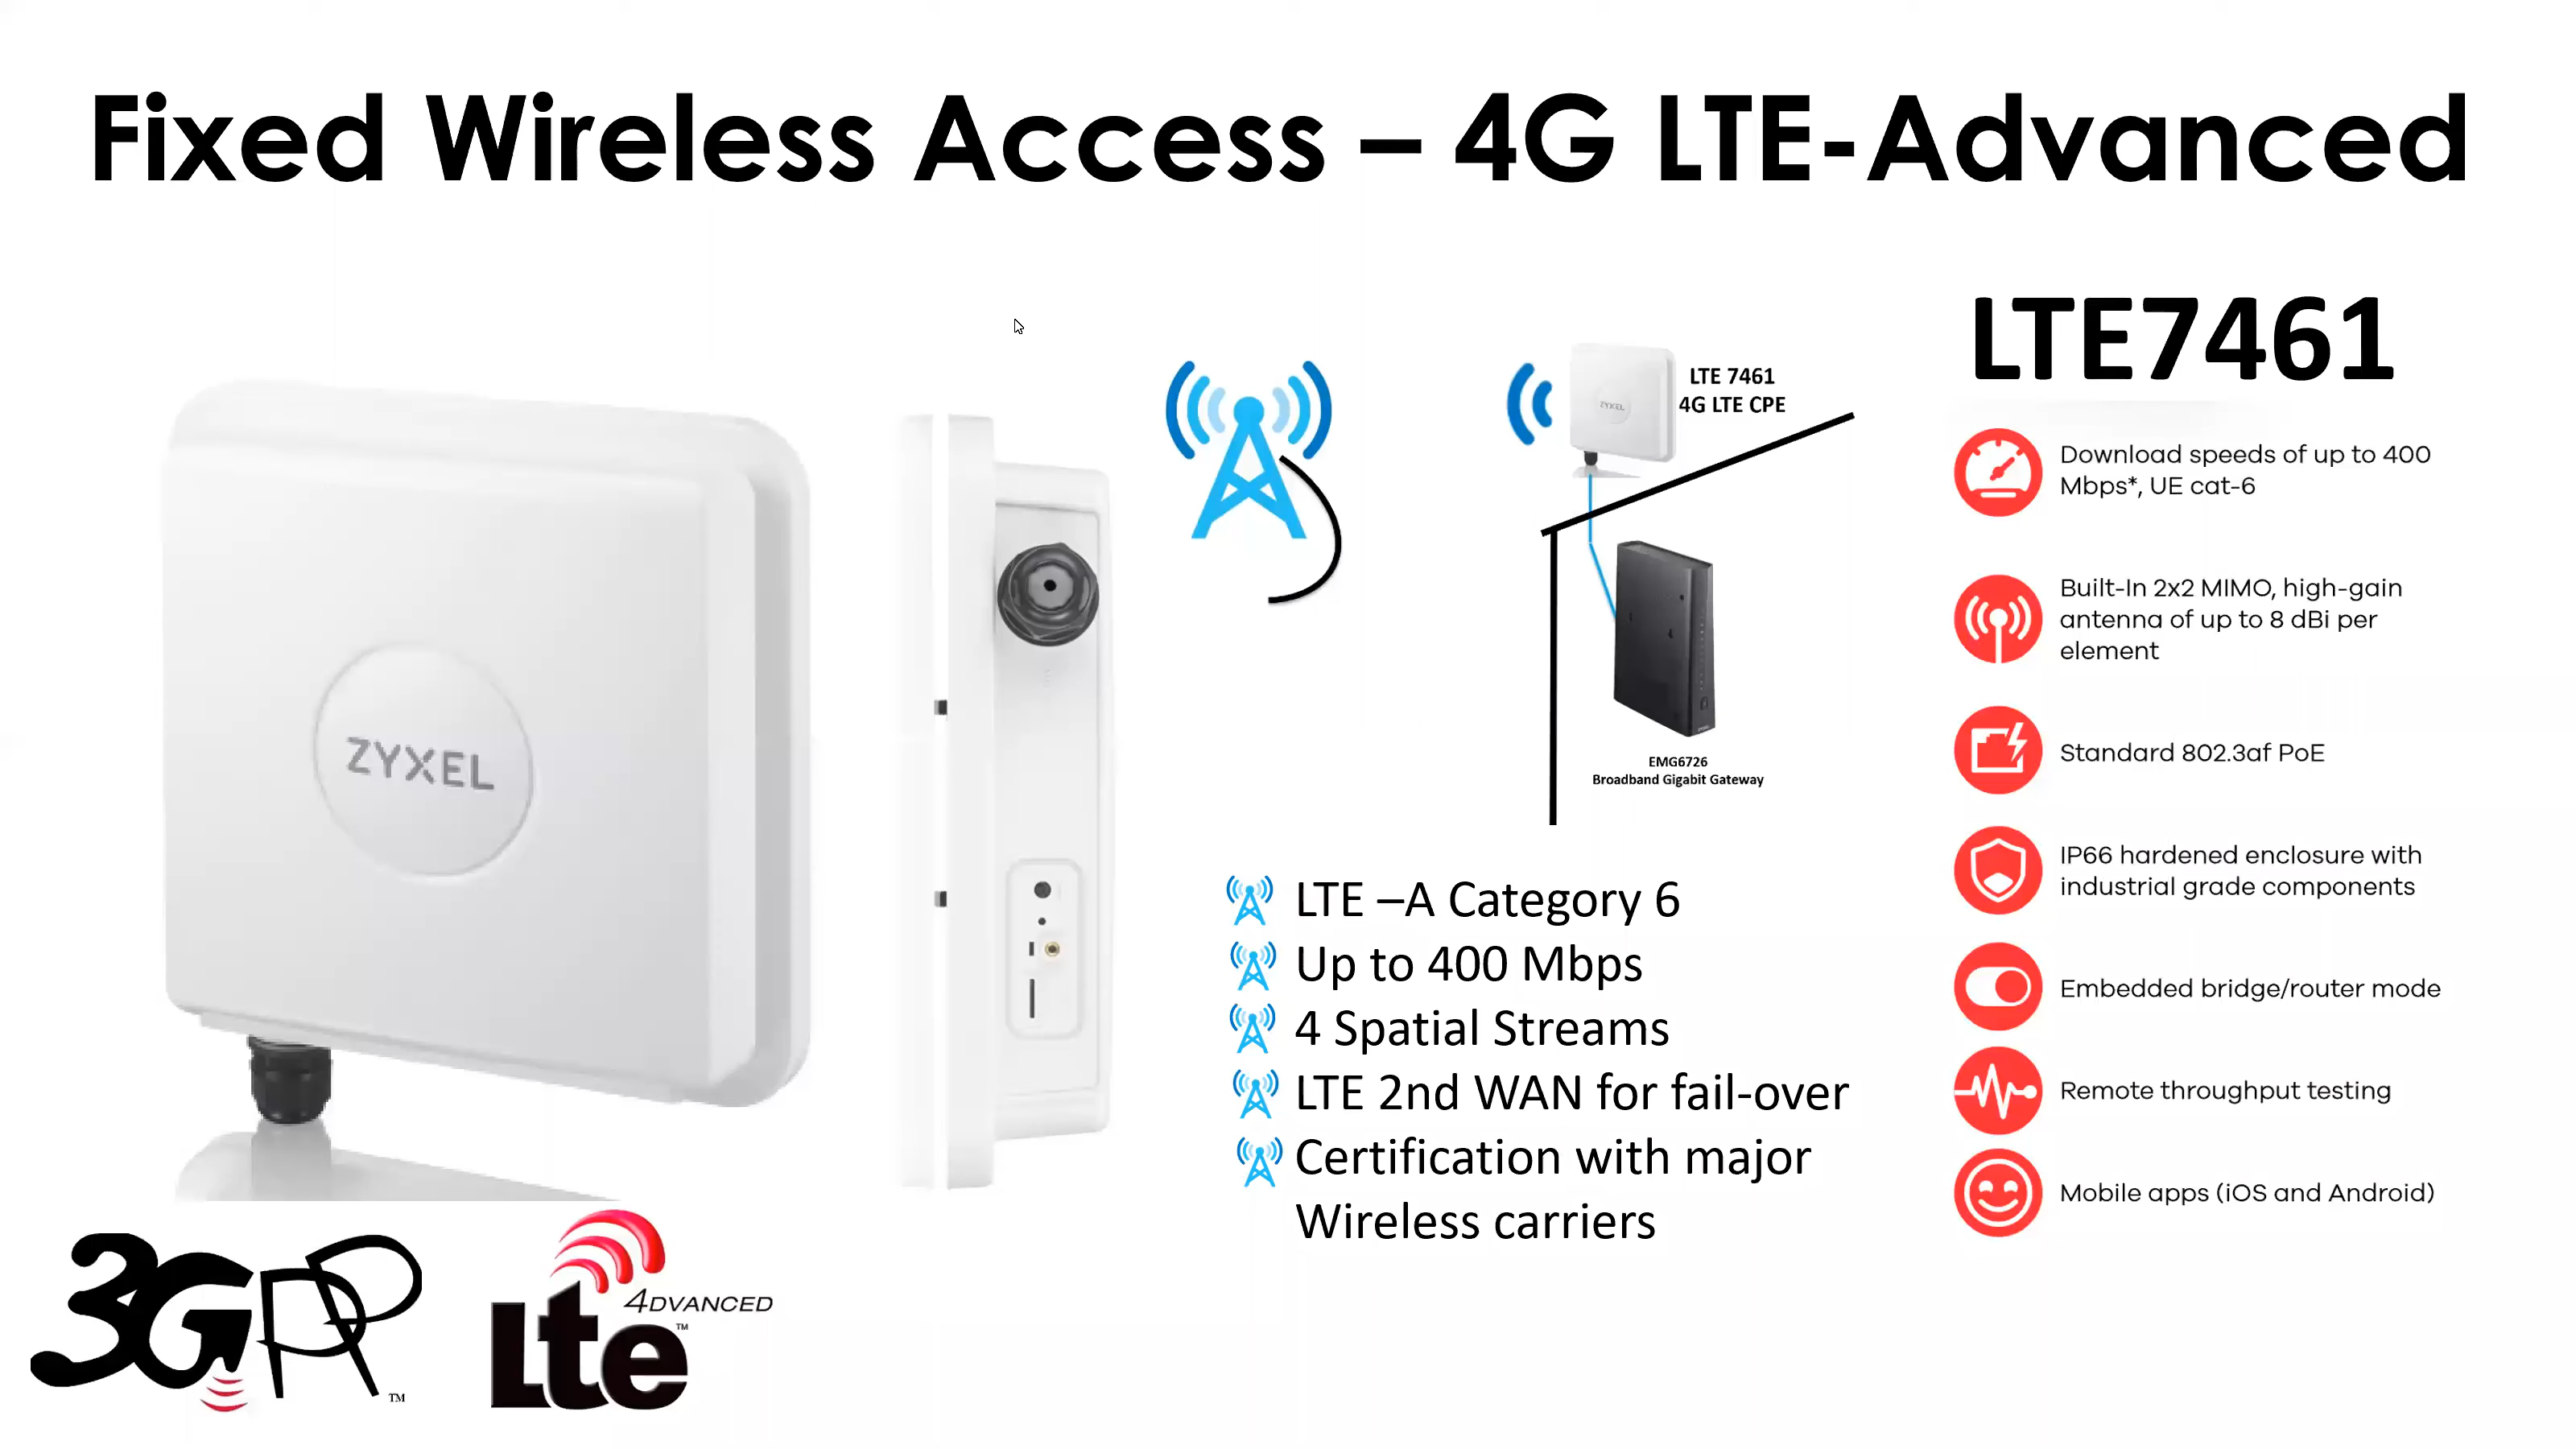 Fixed Wireless Access – 4G LTE-Advanced
LTE7461
LTE 7461
4G LTE CPE
ZYXEL
ZYXEL
EMG6726
Broadband Gigabit Gateway
LTE –A Category 6
Up to 400 Mbps
4 Spatial Streams
LTE 2nd WAN for fail-over
Certification with major
Wireless carriers
Download speeds of up to 400
Mbps*, UE cat-6
Built-In 2x2 MIMO, high-gain
antenna of up to 8 dBi per
element
Standard 802.3af PoE
IP66 hardened enclosure with
industrial grade components
Embedded bridge/router mode
Remote throughput testing
Mobile apps (iOS and Android)
3GPP™
Lte™
4DVANCED